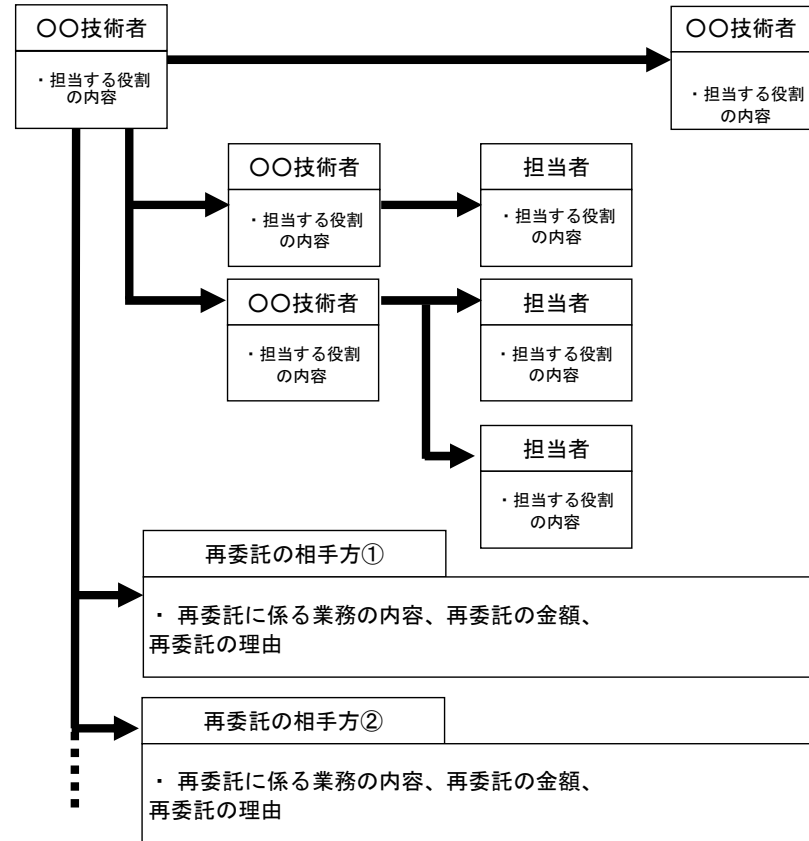 〇〇技術者
・担当する役割
の内容
〇〇技術者
・担当する役割
の内容
〇〇技術者
・担当する役割
の内容
担当者
・担当する役割
の内容
〇〇技術者
・担当する役割
の内容
担当者
・担当する役割
の内容
担当者
・担当する役割
の内容
再委託の相手方①
・ 再委託に係る業務の内容、再委託の金額、
再委託の理由
再委託の相手方②
・ 再委託に係る業務の内容、再委託の金額、
再委託の理由